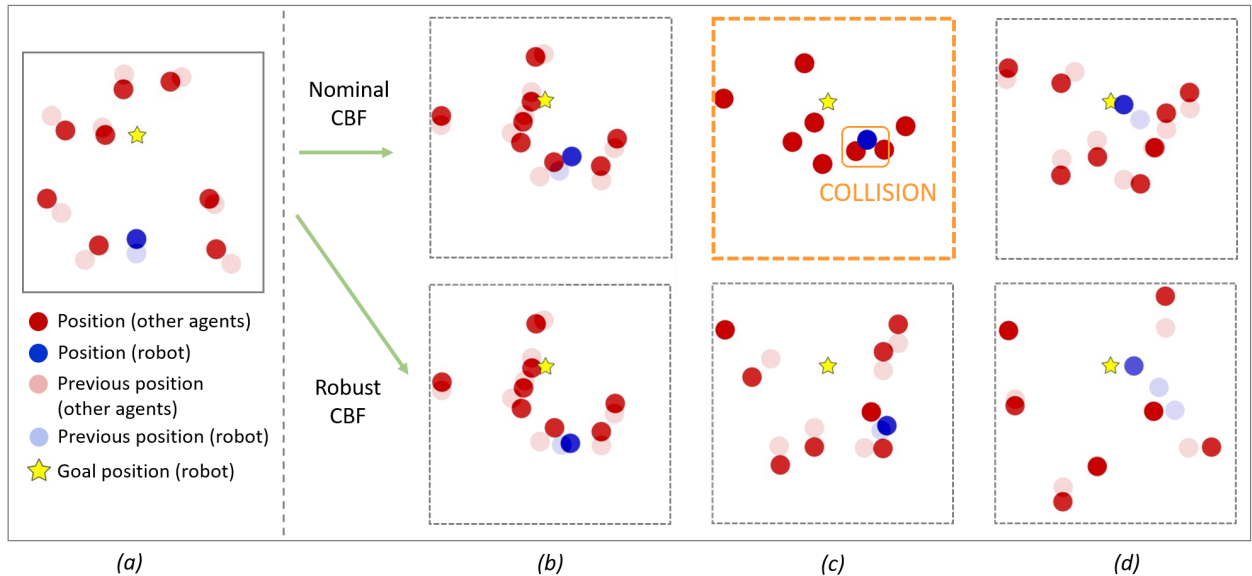 Nominal
CBF
COLLISION
Position (other agents)
Position (robot)
Previous position
(other agents)
Previous position (robot)
Goal position (robot)
Robust
CBF
(a)
(b)
(c)
(d)